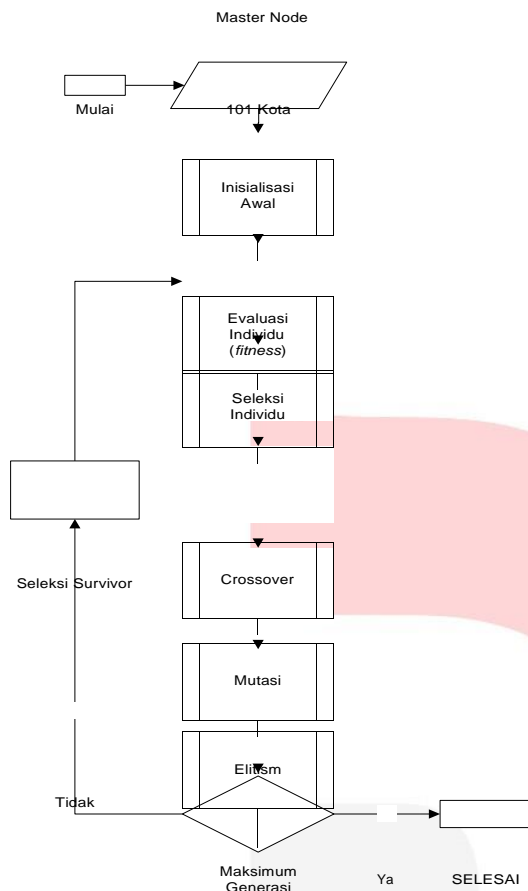 Master Node
Mulai
101 Kota
Inisialisasi
Awal
Evaluasi
Individu
(fitness)
Seleksi
Individu
Seleksi Survivor
Crossover
Mutasi
Elitism
Tidak
Maksimum
Generasi
Ya
SELESAI